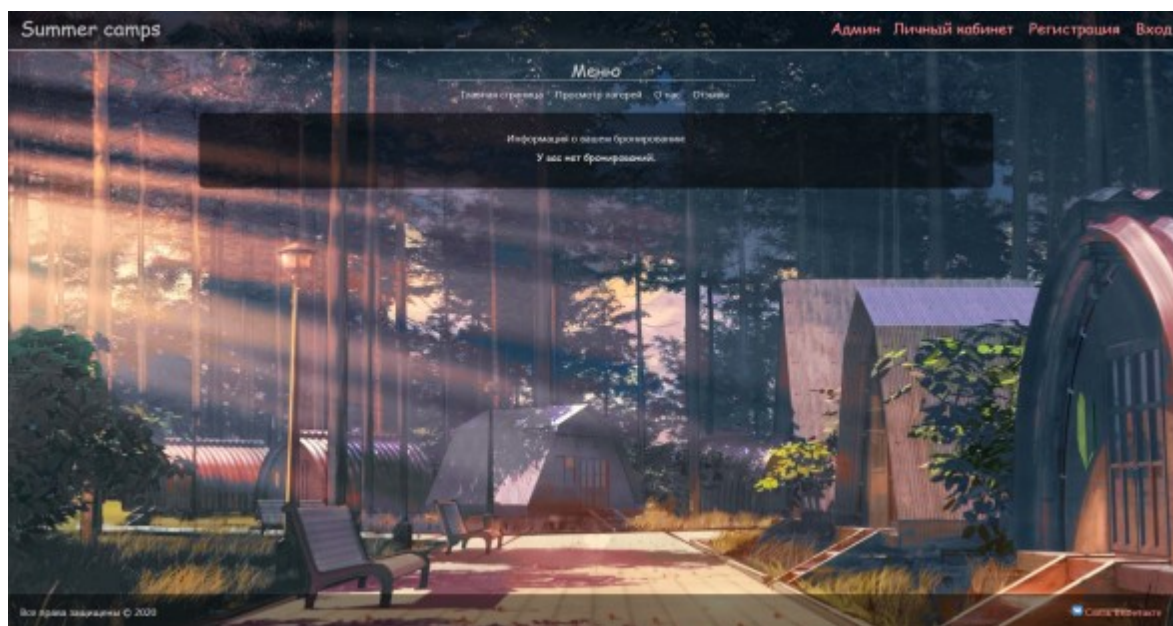 Summer camps
Админ Личный кабинет Регистрация Вход
Меню
Главная страница Просмотр лагерей О нас Отзывы
Информация о вашем бронировании
У вас нет бронирований.
Все права защищены © 2020
Связь ВКонтакте